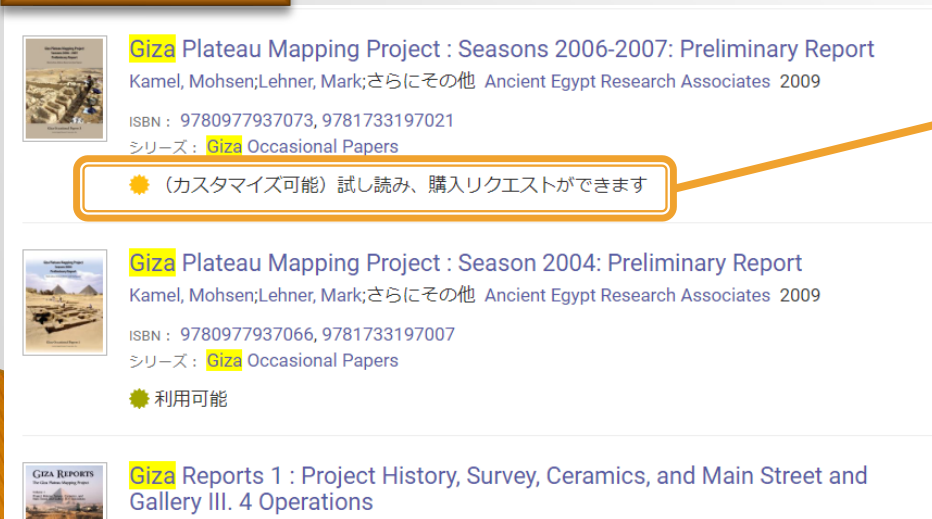 Giza Plateau Mapping Project : Seasons 2006-2007: Preliminary Report
Kamel, Mohsen;Lehner, Mark;さらにその他 Ancient Egypt Research Associates 2009
ISBN： 9780977937073, 9781733197021
シリーズ： Giza Occasional Papers
（カスタマイズ可能）試し読み、購入リクエストができます
Giza Plateau Mapping Project : Season 2004: Preliminary Report
Kamel, Mohsen;Lehner, Mark;さらにその他 Ancient Egypt Research Associates 2009
ISBN： 9780977937066, 9781733197007
シリーズ： Giza Occasional Papers
利用可能
GIZA REPORTS
Giza Reports 1 : Project History, Survey, Ceramics, and Main Street and
Gallery III. 4 Operations